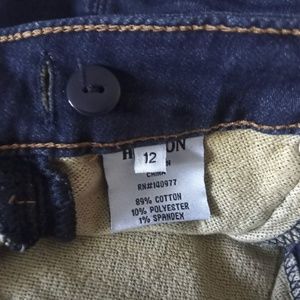 12
CHINA
RN#140977
89% COTTON
10% POLYESTER
1% SPANDEX